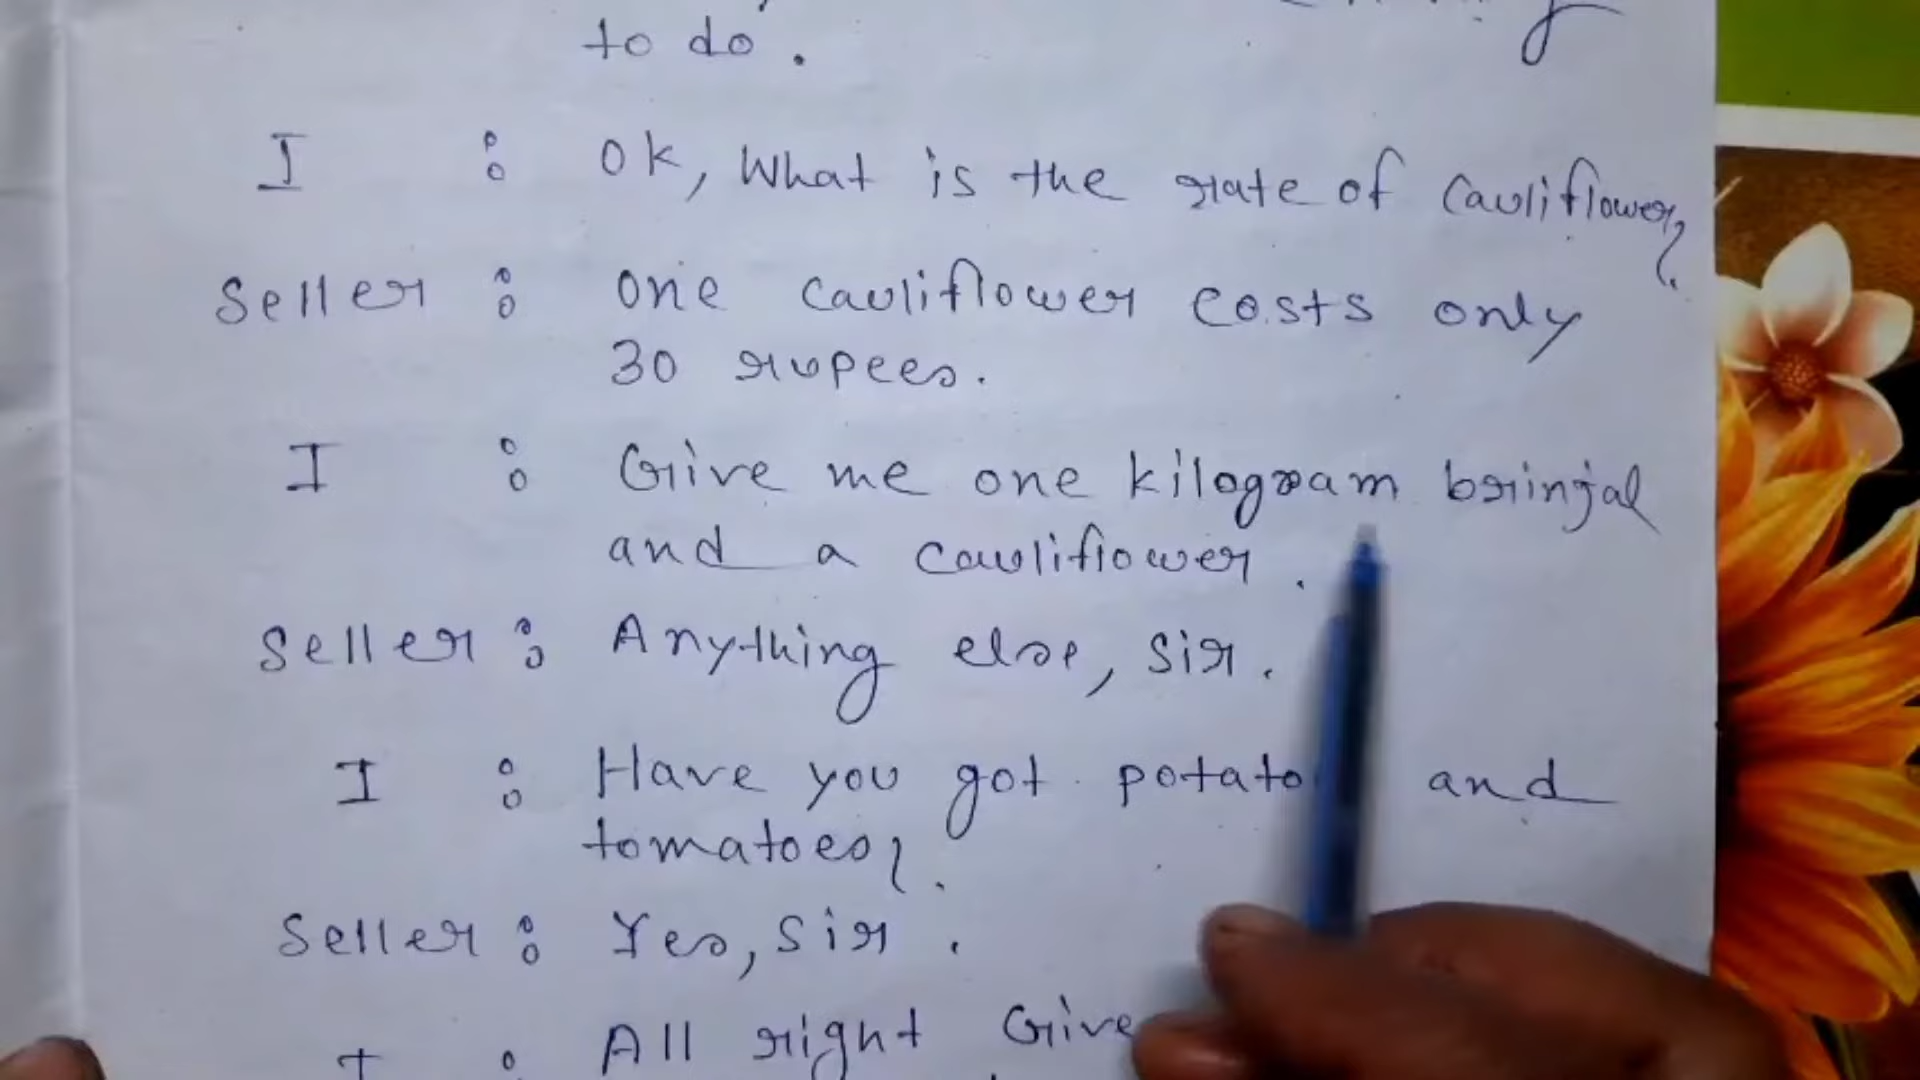 to do.
I : Ok, What is the rate of Cauliflower?
Seller : One cauliflower costs only
30 rupees.
I : Give me one kilogram brinjal
and a cauliflower.
Seller : Anything else, Sir.
I : Have you got and
tomatoes?
Seller : Yes, Sir.
I : All right Give